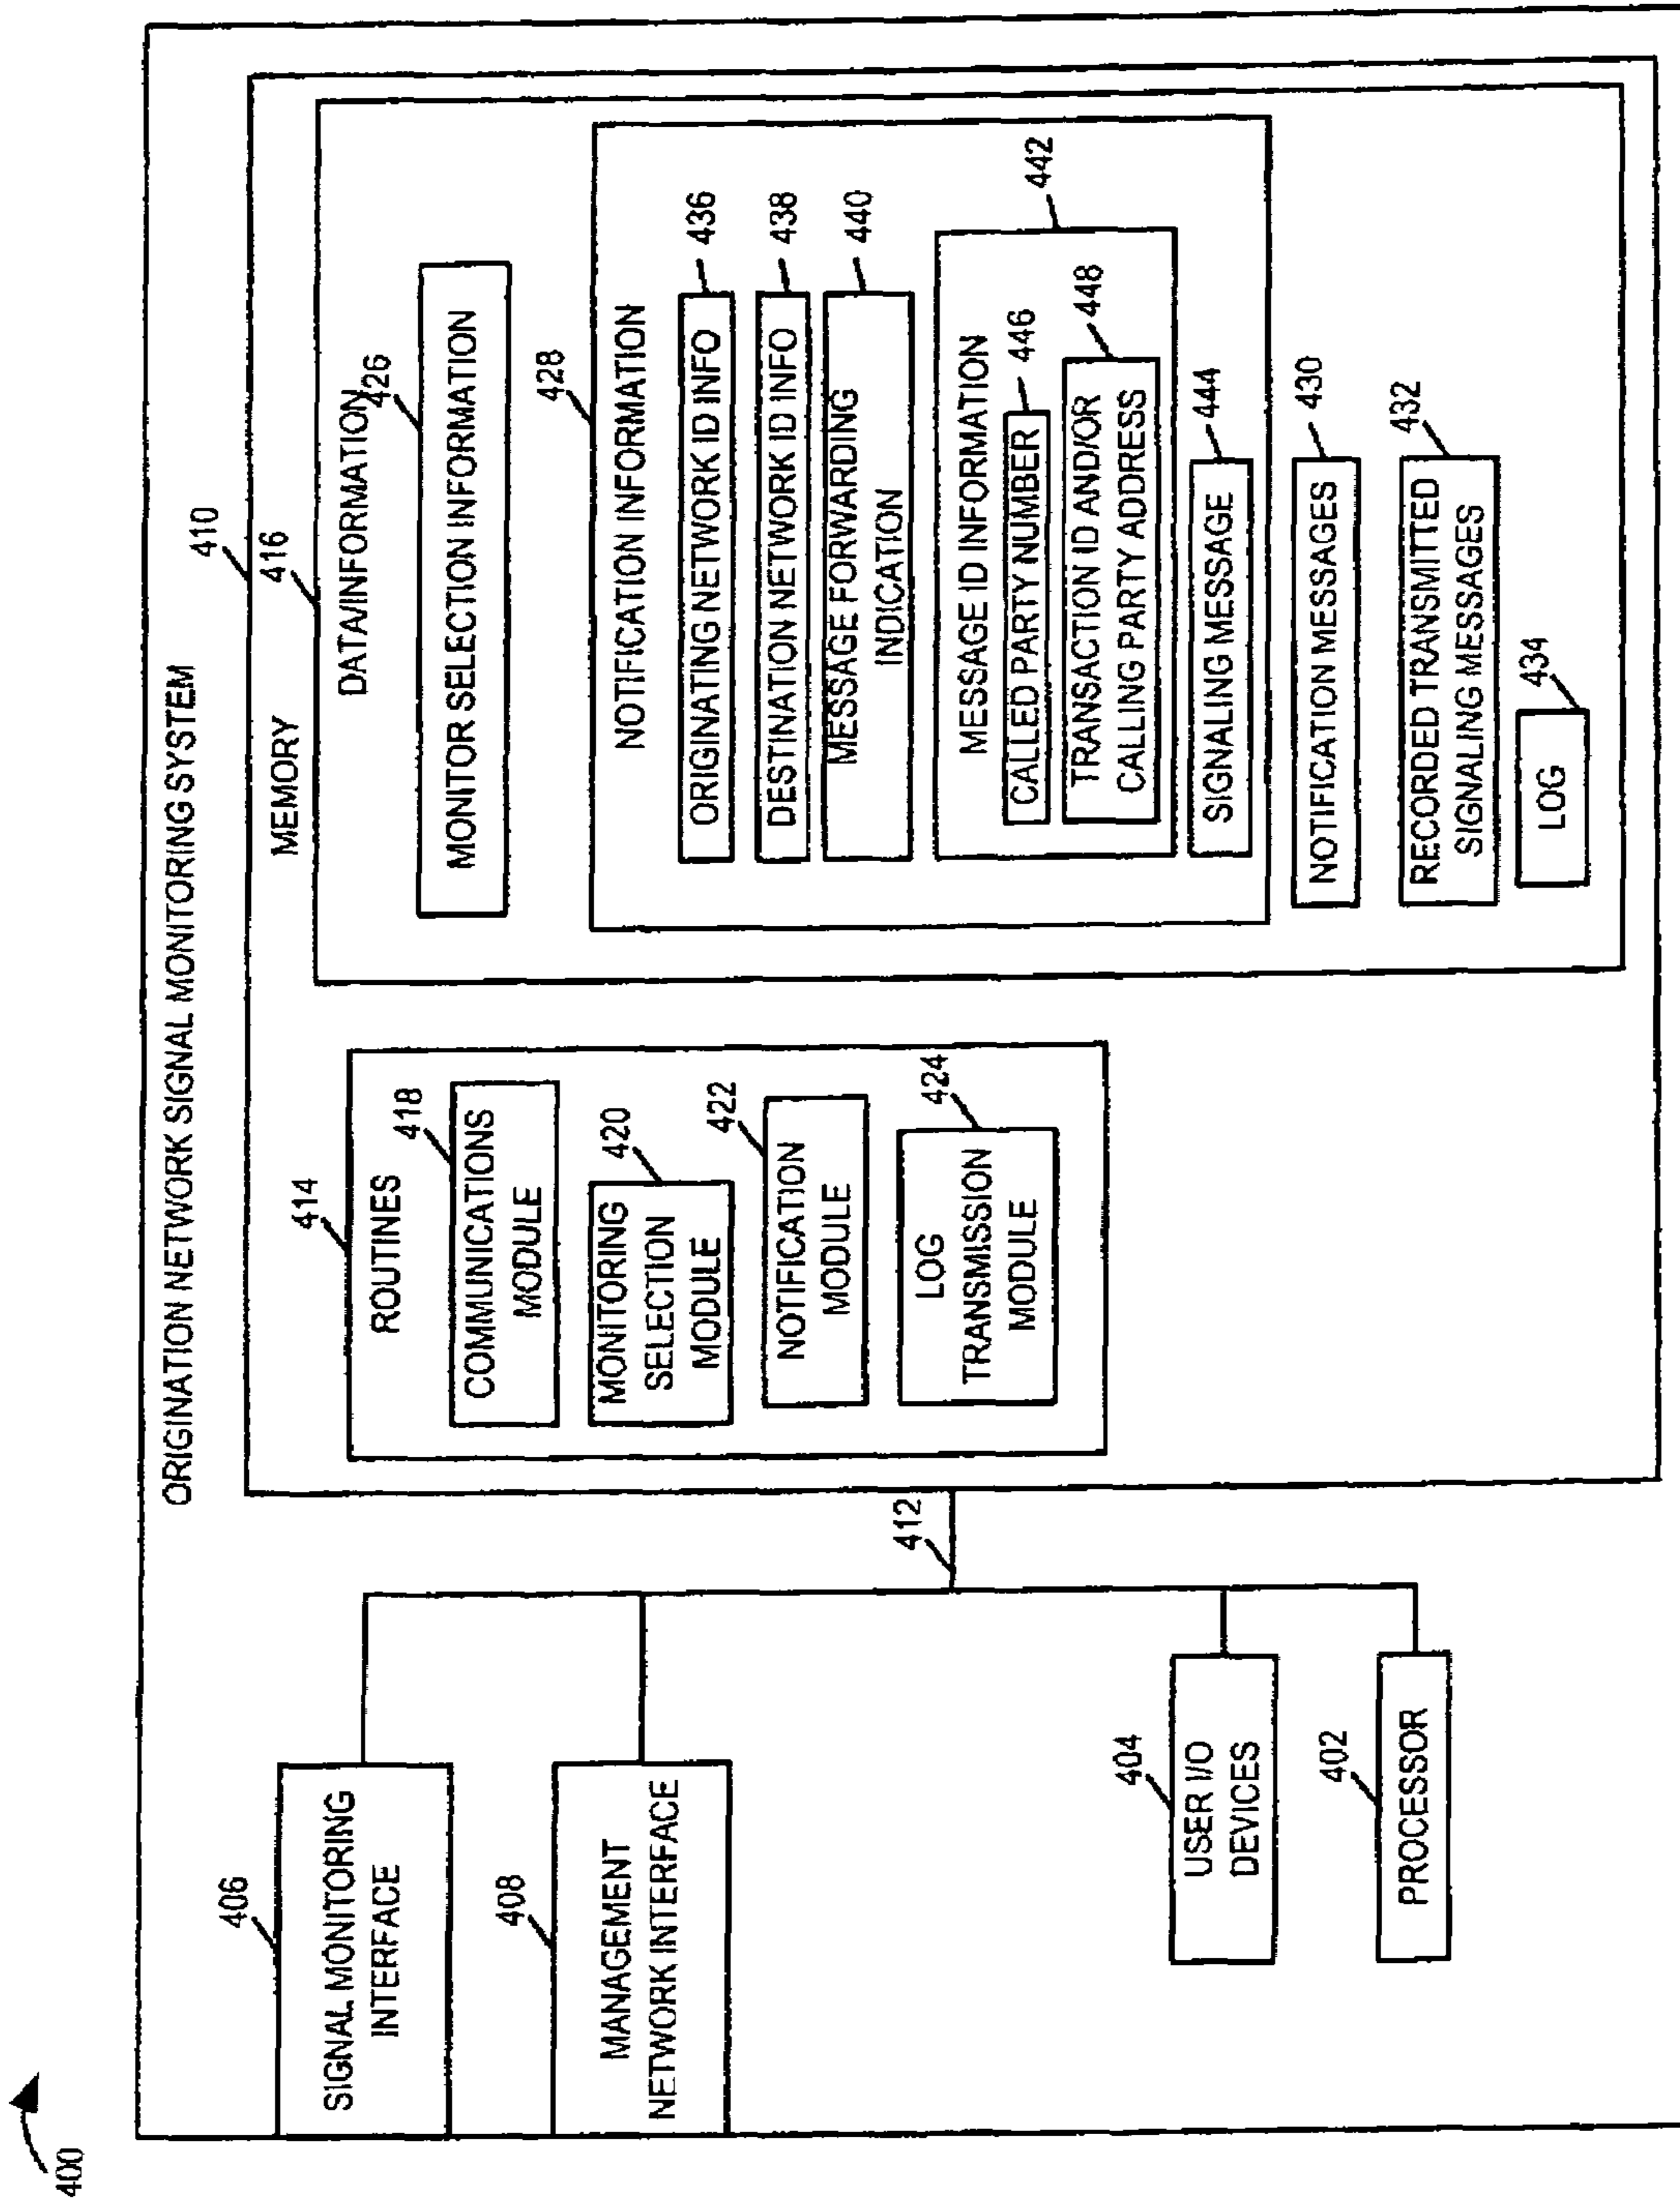 400
ORIGINATION NETWORK SIGNAL MONITORING SYSTEM
406
SIGNAL MONITORING
INTERFACE
408
MANAGEMENT
NETWORK INTERFACE
404
USER I/O
DEVICES
402
PROCESSOR
412
410
MEMORY
414
ROUTINES
418
COMMUNICATIONS
MODULE
420
MONITORING
SELECTION
MODULE
422
NOTIFICATION
MODULE
424
LOG
TRANSMISSION
MODULE
416
DATA/INFORMATION
426
MONITOR SELECTION INFORMATION
428
NOTIFICATION INFORMATION
436
ORIGINATING NETWORK ID INFO
438
DESTINATION NETWORK ID INFO
440
MESSAGE FORWARDING
INDICATION
442
MESSAGE ID INFORMATION
446
CALLED PARTY NUMBER
448
TRANSACTION ID AND/OR
CALLING PARTY ADDRESS
444
SIGNALING MESSAGE
430
NOTIFICATION MESSAGES
432
RECORDED TRANSMITTED
SIGNALING MESSAGES
434
LOG